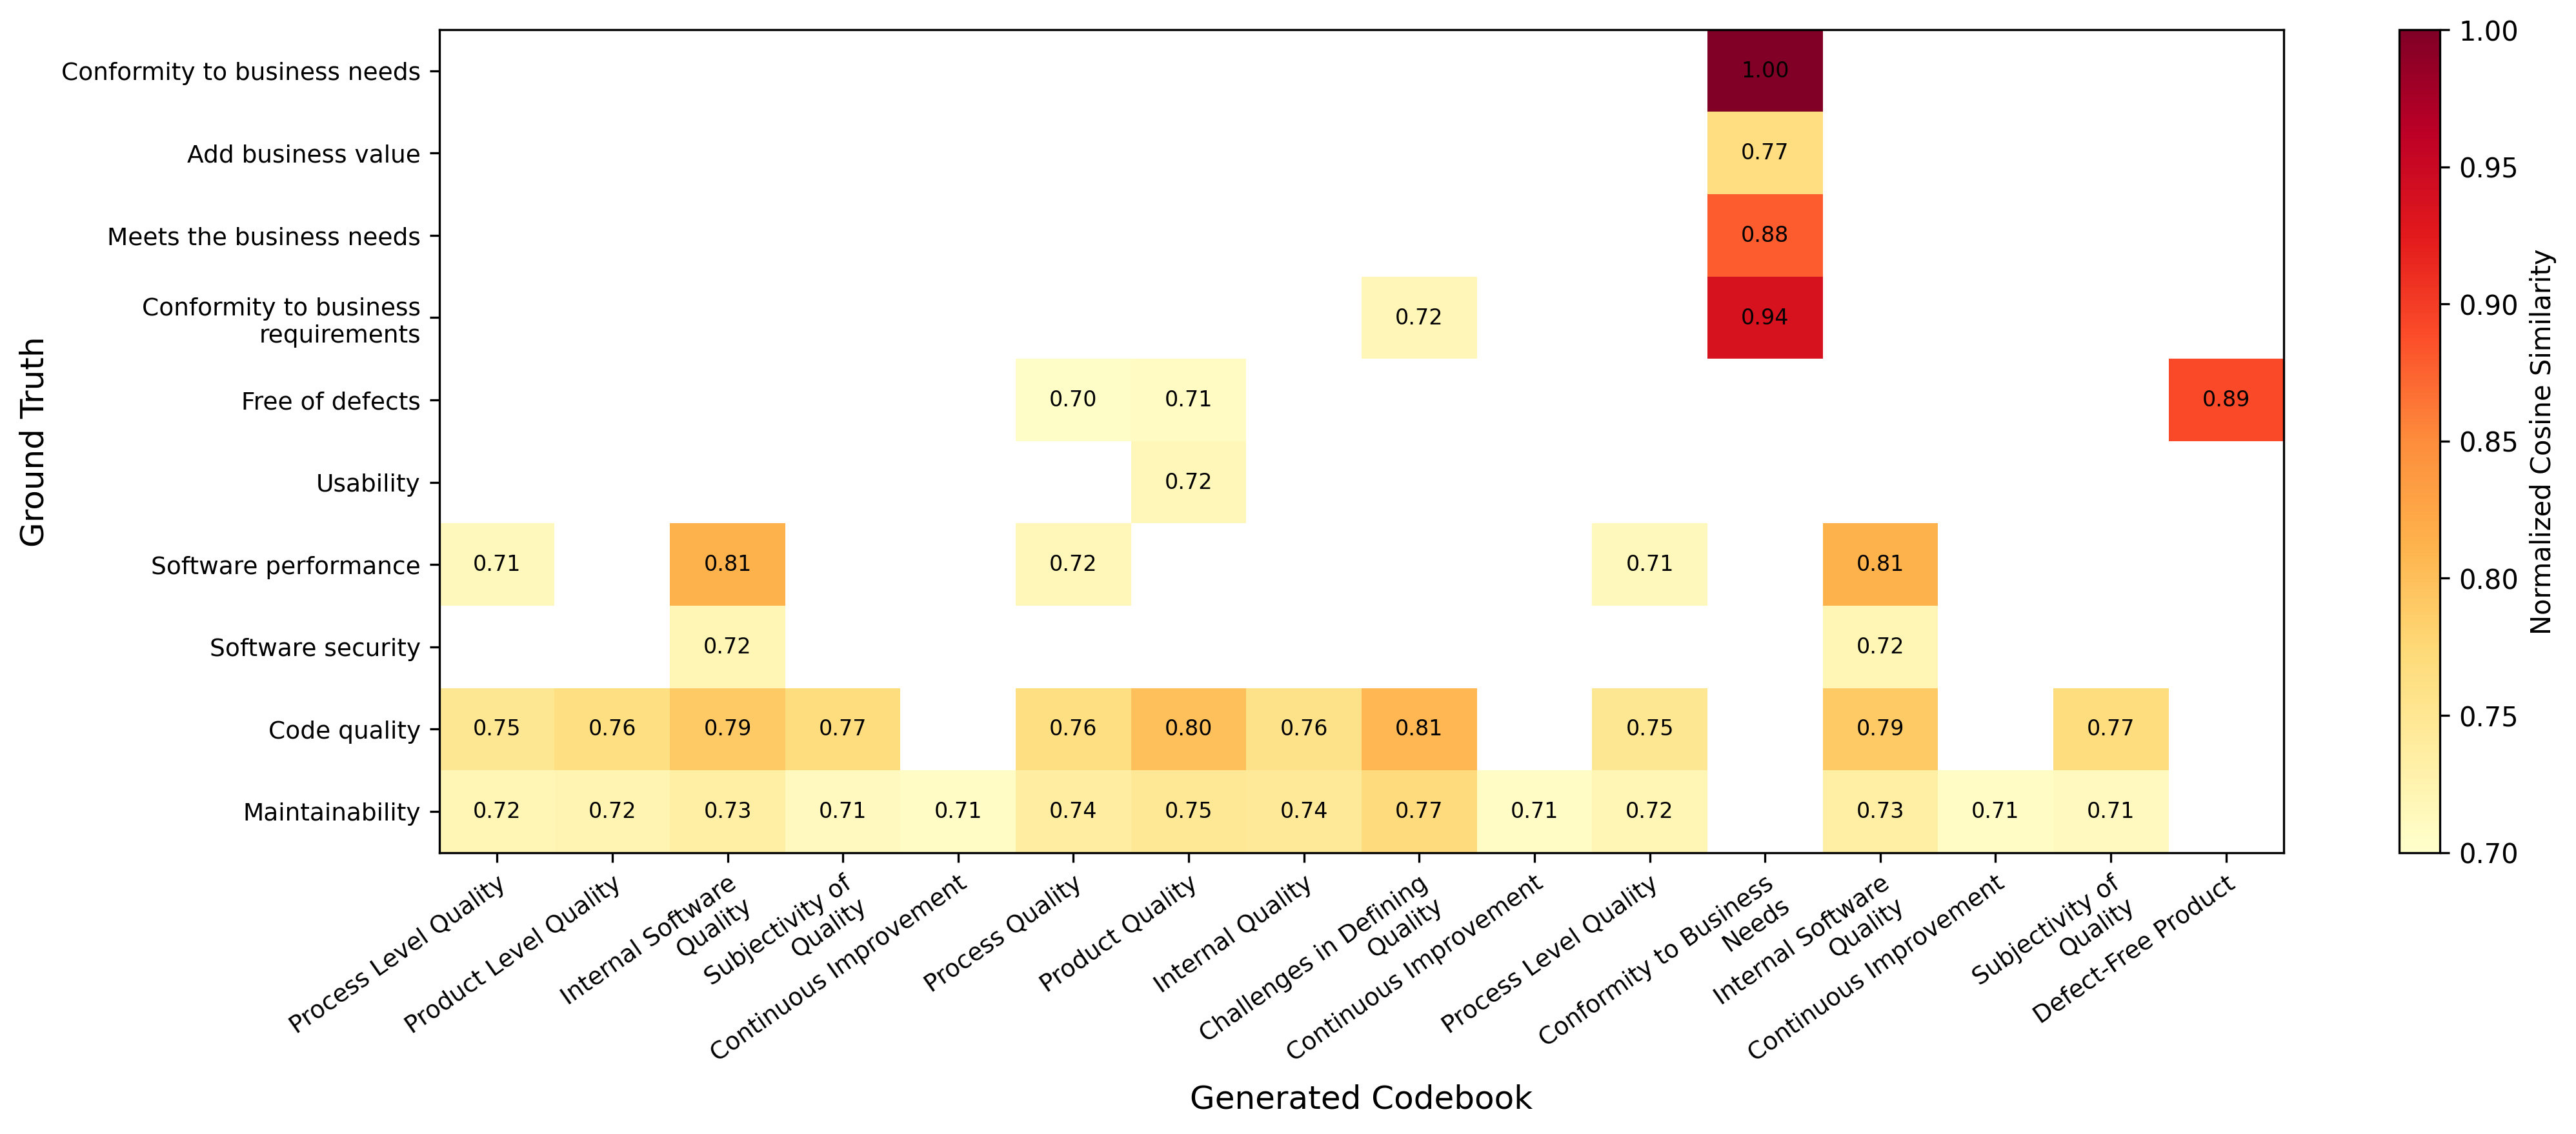 Conformity to business needs
1.00
Add business value
0.77
Meets the business needs
0.88
Conformity to business
requirements
0.72
0.94
Free of defects
0.70
0.71
0.89
Usability
0.72
Software performance
0.71
0.81
0.72
0.71
0.81
Software security
0.72
0.72
Code quality
0.75
0.76
0.79
0.77
0.76
0.80
0.76
0.81
0.75
0.79
0.77
Maintainability
0.72
0.72
0.73
0.71
0.71
0.74
0.75
0.74
0.77
0.71
0.72
0.73
0.71
0.71
Ground Truth
Process Level Quality
Product Level Quality
Internal Software
Quality
Subjectivity of
Quality
Continuous Improvement
Process Quality
Product Quality
Internal Quality
Challenges in Defining
Quality
Continuous Improvement
Process Level Quality
Conformity to Business
Needs
Internal Software
Quality
Continuous Improvement
Subjectivity of
Quality
Defect-Free Product
Generated Codebook
1.00
0.95
0.90
0.85
0.80
0.75
0.70
Normalized Cosine Similarity